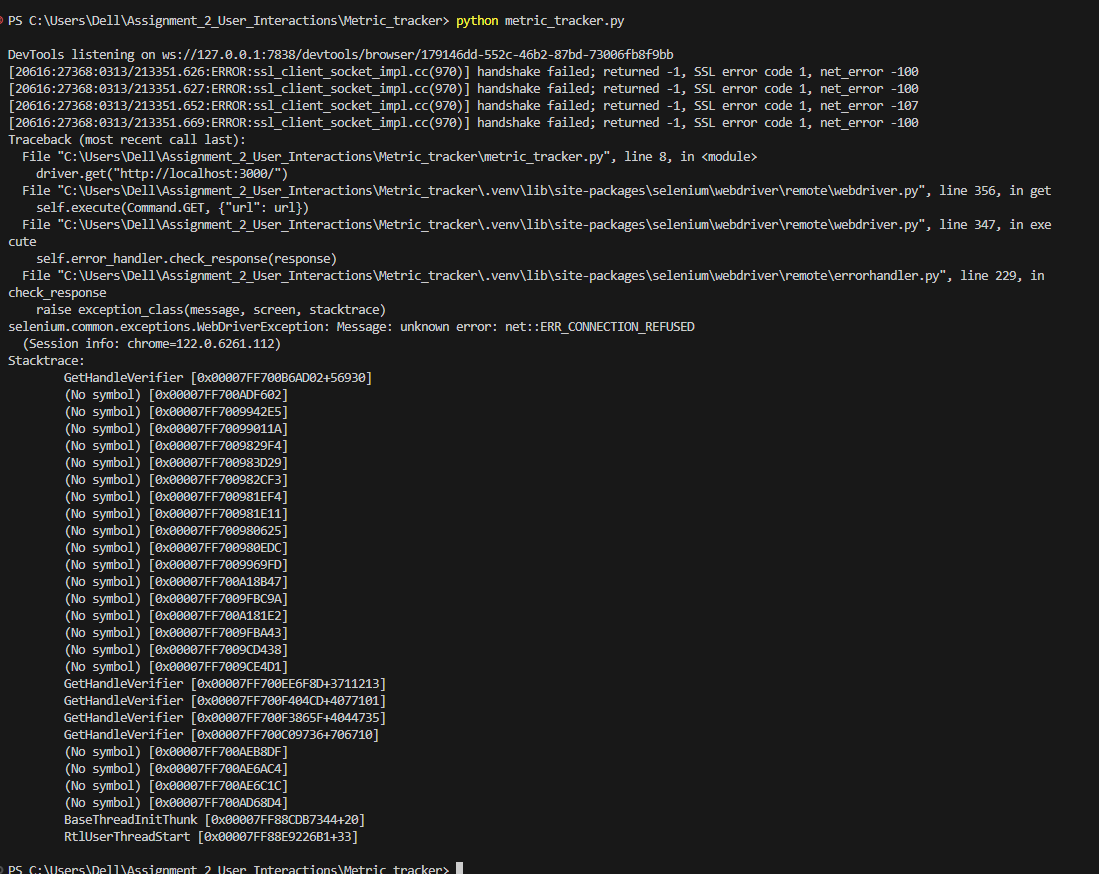 PS C:\Users\Dell\Assignment_2_User_Interactions\Metric_tracker> python metric_tracker.py
DevTools listening on ws://127.0.0.1:7838/devtools/browser/179146dd-552c-46b2-87bd-73006fb8f9bb
[20616:27368:0313/213351.626:ERROR:ssl_client_socket_impl.cc(970)] handshake failed; returned -1, SSL error code 1, net_error -100
[20616:27368:0313/213351.627:ERROR:ssl_client_socket_impl.cc(970)] handshake failed; returned -1, SSL error code 1, net_error -100
[20616:27368:0313/213351.652:ERROR:ssl_client_socket_impl.cc(970)] handshake failed; returned -1, SSL error code 1, net_error -107
[20616:27368:0313/213351.669:ERROR:ssl_client_socket_impl.cc(970)] handshake failed; returned -1, SSL error code 1, net_error -100
Traceback (most recent call last):
  File "C:\Users\Dell\Assignment_2_User_Interactions\Metric_tracker\metric_tracker.py", line 8, in <module>
    driver.get("http://localhost:3000/")
  File "C:\Users\Dell\Assignment_2_User_Interactions\Metric_tracker\.venv\lib\site-packages\selenium\webdriver\remote\webdriver.py", line 356, in get
    self.execute(Command.GET, {"url": url})
  File "C:\Users\Dell\Assignment_2_User_Interactions\Metric_tracker\.venv\lib\site-packages\selenium\webdriver\remote\webdriver.py", line 347, in exe
cute
    self.error_handler.check_response(response)
  File "C:\Users\Dell\Assignment_2_User_Interactions\Metric_tracker\.venv\lib\site-packages\selenium\webdriver\remote\errorhandler.py", line 229, in
check_response
    raise exception_class(message, screen, stacktrace)
selenium.common.exceptions.WebDriverException: Message: unknown error: net::ERR_CONNECTION_REFUSED
  (Session info: chrome=122.0.6261.112)
Stacktrace:
        GetHandleVerifier [0x00007FF700B6AD02+56930]
        (No symbol) [0x00007FF700ADF602]
        (No symbol) [0x00007FF7009942E5]
        (No symbol) [0x00007FF70099011A]
        (No symbol) [0x00007FF7009829F4]
        (No symbol) [0x00007FF700983D29]
        (No symbol) [0x00007FF700982CF3]
        (No symbol) [0x00007FF700981EF4]
        (No symbol) [0x00007FF700981E11]
        (No symbol) [0x00007FF700980625]
        (No symbol) [0x00007FF700980EDC]
        (No symbol) [0x00007FF7009969FD]
        (No symbol) [0x00007FF700A18B47]
        (No symbol) [0x00007FF7009FBC9A]
        (No symbol) [0x00007FF700A181E2]
        (No symbol) [0x00007FF7009FBA43]
        (No symbol) [0x00007FF7009CD438]
        (No symbol) [0x00007FF7009CE4D1]
        GetHandleVerifier [0x00007FF700EE6F8D+3711213]
        GetHandleVerifier [0x00007FF700F404CD+4077101]
        GetHandleVerifier [0x00007FF700F3865F+4044735]
        GetHandleVerifier [0x00007FF700C09736+706710]
        (No symbol) [0x00007FF700AEB8DF]
        (No symbol) [0x00007FF700AE6AC4]
        (No symbol) [0x00007FF700AE6C1C]
        (No symbol) [0x00007FF700AD68D4]
        BaseThreadInitThunk [0x00007FF88CDB7344+20]
        RtlUserThreadStart [0x00007FF88E9226B1+33]
PS C:\Users\Dell\Assignment_2_User_Interactions\Metric_tracker>